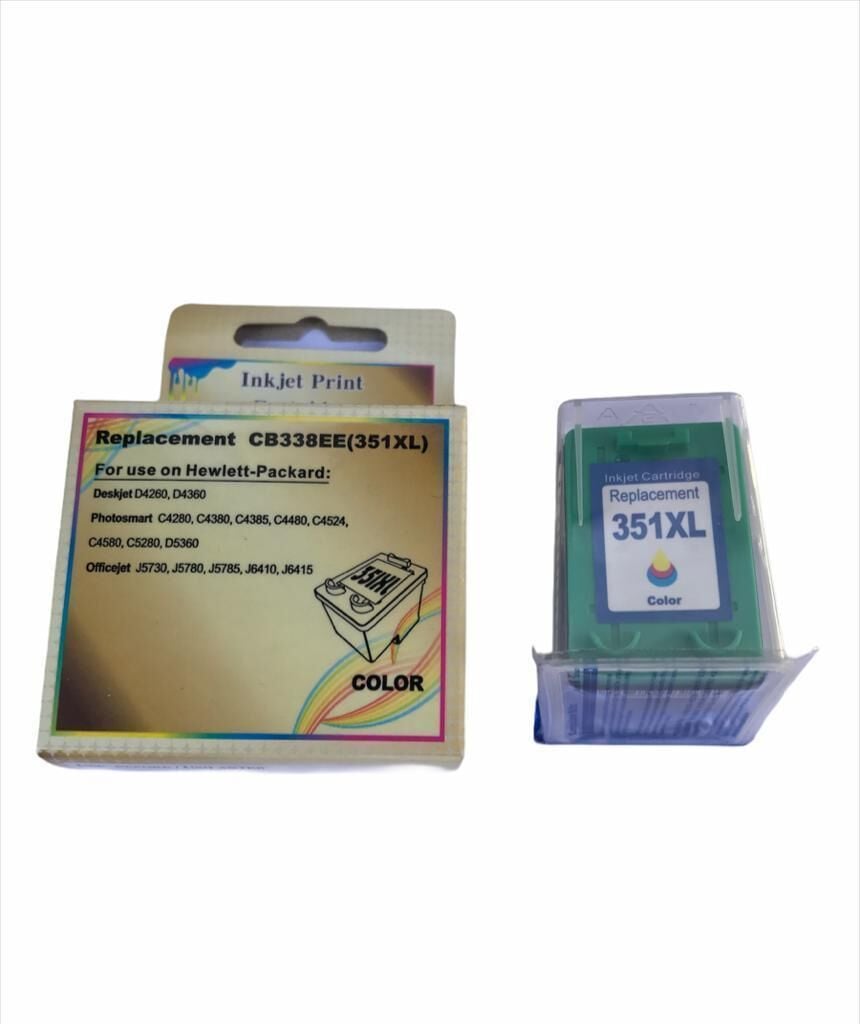 Inkjet Print
Replacement CB338EE(351XL)
For use on Hewlett-Packard:
Deskjet D4260, D4360
Photosmart C4280, C4380, C4385, C4480, C4524,
C4580, C5280, D5360
Officejet J5730, J5780, J5785, J6410, J6415
351XL
COLOR
Inkjet Cartridge
Replacement
351XL
Color